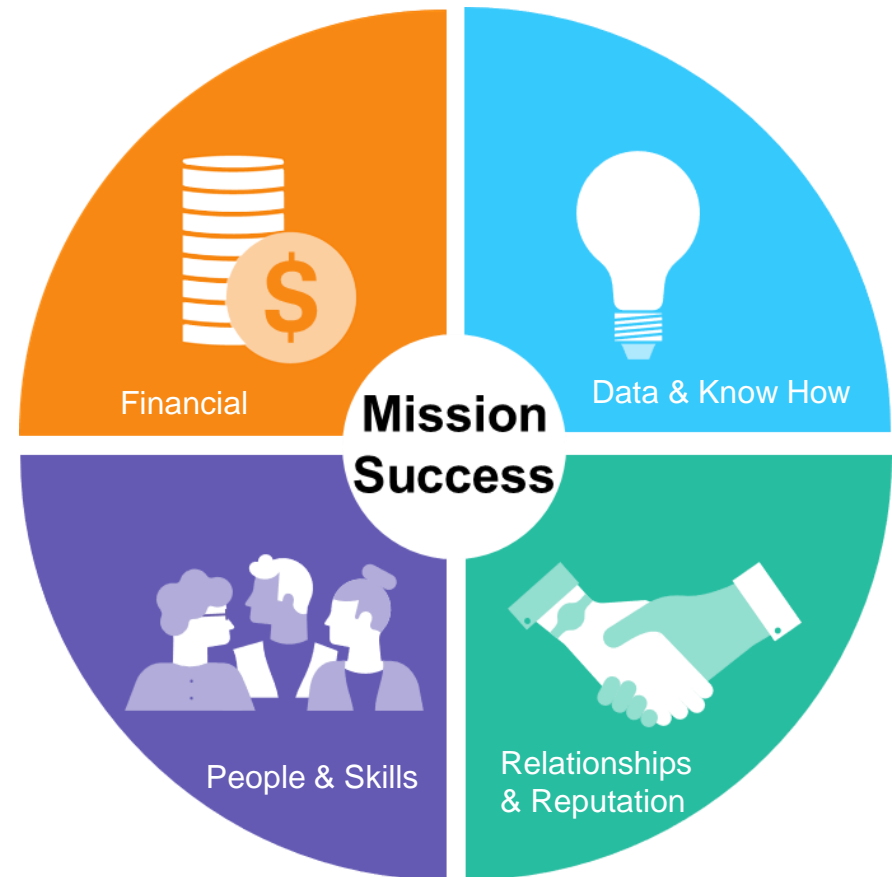 $
Financial
Data & Know How
Mission
Success
People & Skills
Relationships
& Reputation